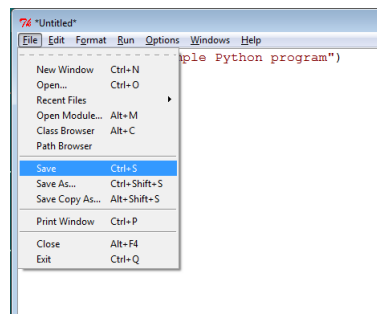 *Untitled*
File Edit Format Run Options Windows Help
ple Python program")
New Window Ctrl+N
Open... Ctrl+O
Recent Files
Open Module... Alt+M
Class Browser Alt+C
Path Browser
Save Ctrl+S
Save As... Ctrl+Shift+S
Save Copy As... Alt+Shift+S
Print Window Ctrl+P
Close Alt+F4
Exit Ctrl+Q